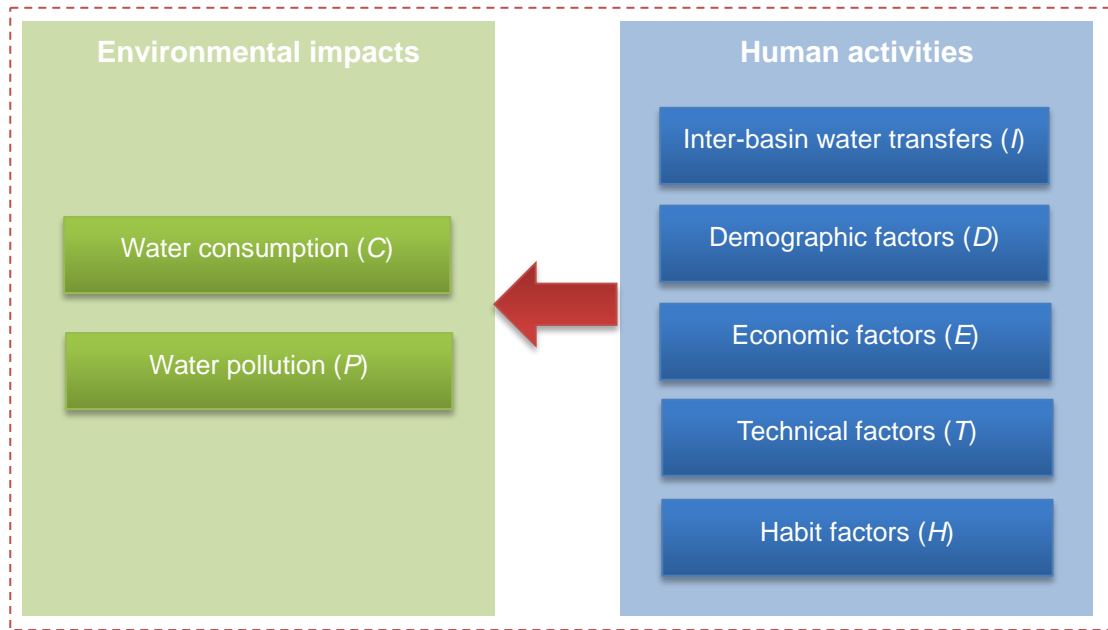 Environmental impacts
Water consumption (C)
Water pollution (P)
Human activities
Inter-basin water transfers (I)
Demographic factors (D)
Economic factors (E)
Technical factors (T)
Habit factors (H)